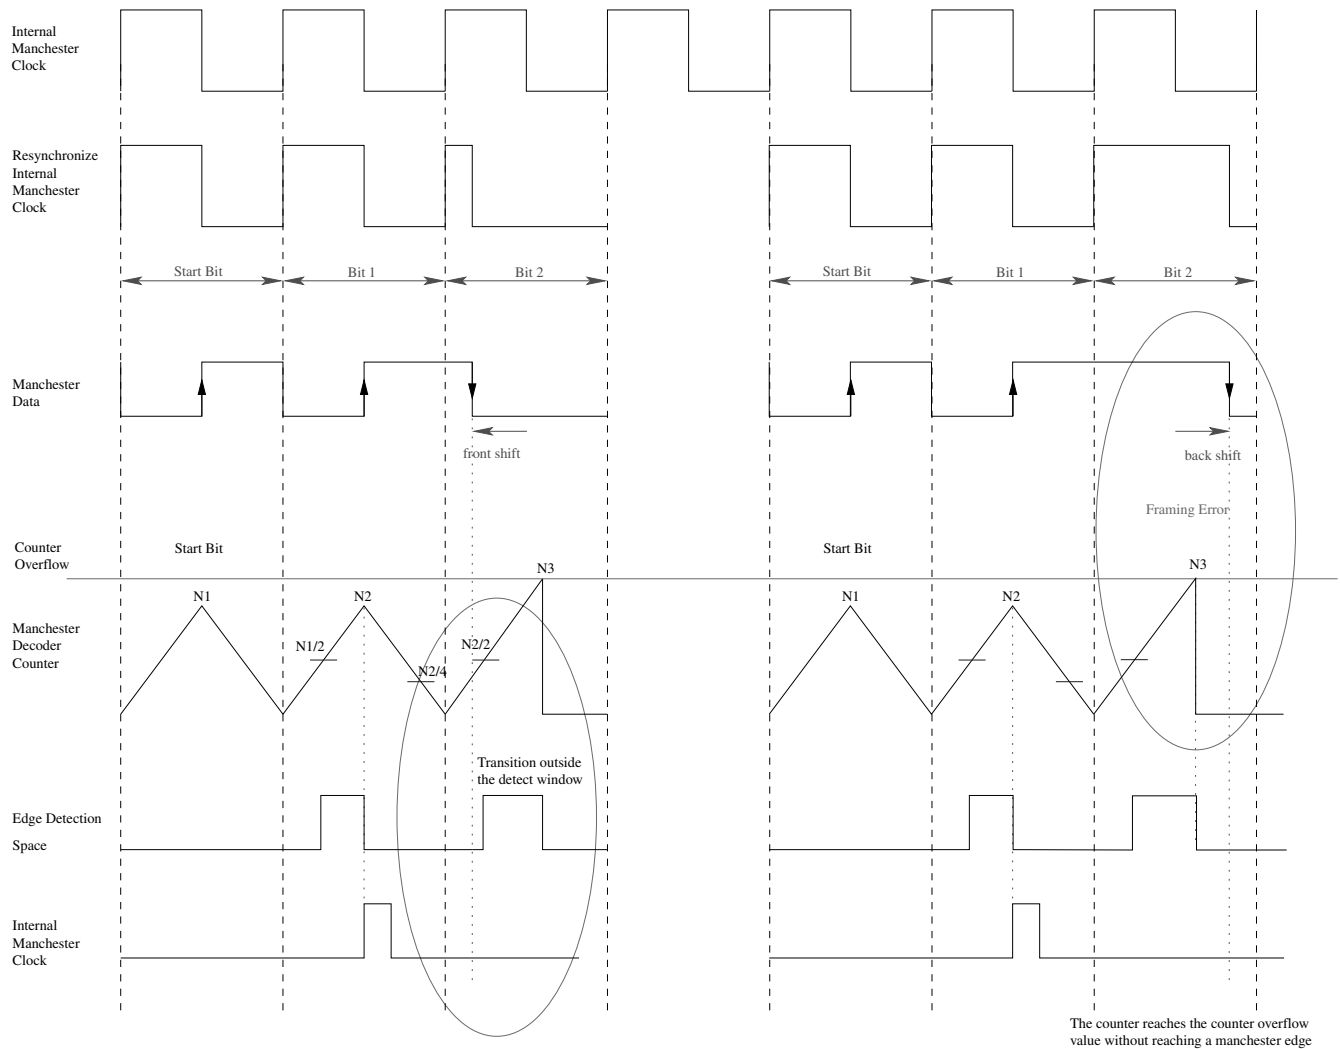 Internal
Manchester
Clock
Resynchronize
Internal
Manchester
Clock
Start Bit
Bit 1
Bit 2
Start Bit
Bit 1
Bit 2
Manchester
Data
front shift
back shift
Framing Error
Counter
Overflow
Start Bit
Start Bit
N3
N3
N1
N2
N1
N2
Manchester
Decoder
Counter
N1/2
N2/2
N2/4
Transition outside
the detect window
Edge Detection
Space
Internal
Manchester
Clock
The counter reaches the counter overflow
value without reaching a manchester edge